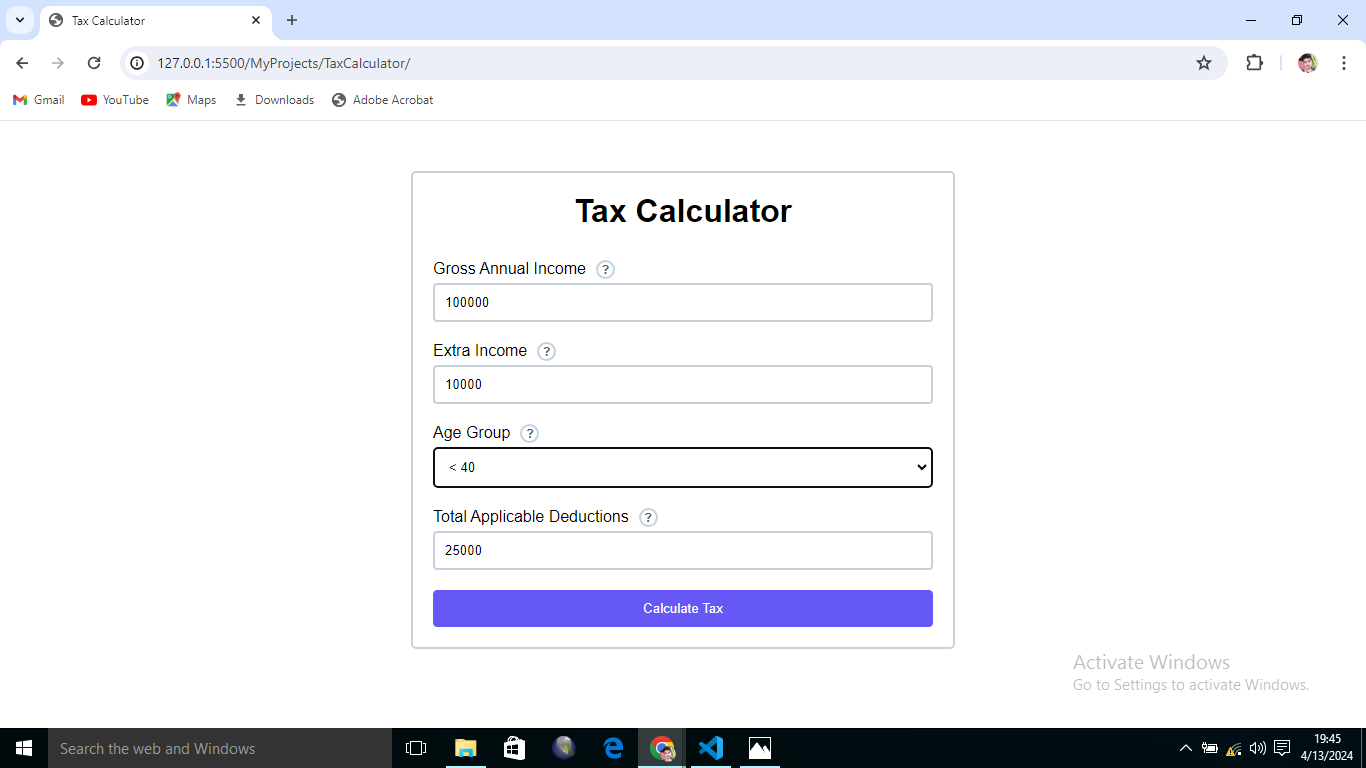 Tax Calculator
127.0.0.1:5500/MyProjects/TaxCalculator/
Gmail YouTube Maps Downloads Adobe Acrobat
Tax Calculator
Gross Annual Income ?
100000
Extra Income ?
10000
Age Group ?
< 40
Total Applicable Deductions ?
25000
Calculate Tax
Activate Windows
Go to Settings to activate Windows.
Search the web and Windows
19:45
4/13/2024